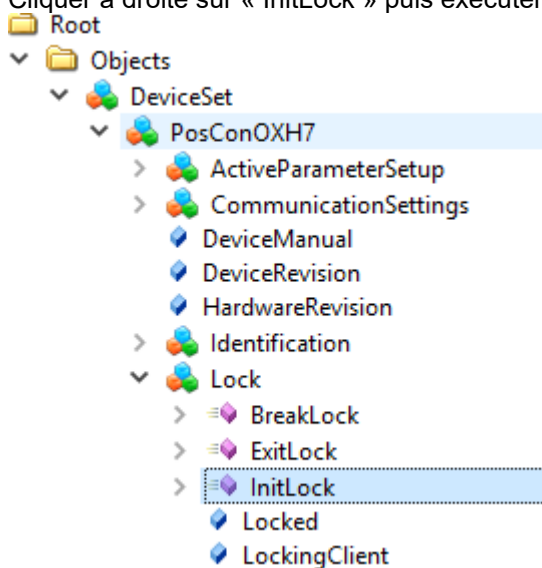 Cliquer à droite sur « InitLock » puis exécuter
Root
Objects
DeviceSet
PosConOXH7
ActiveParameterSetup
CommunicationSettings
DeviceManual
DeviceRevision
HardwareRevision
Identification
Lock
BreakLock
ExitLock
InitLock
Locked
LockingClient